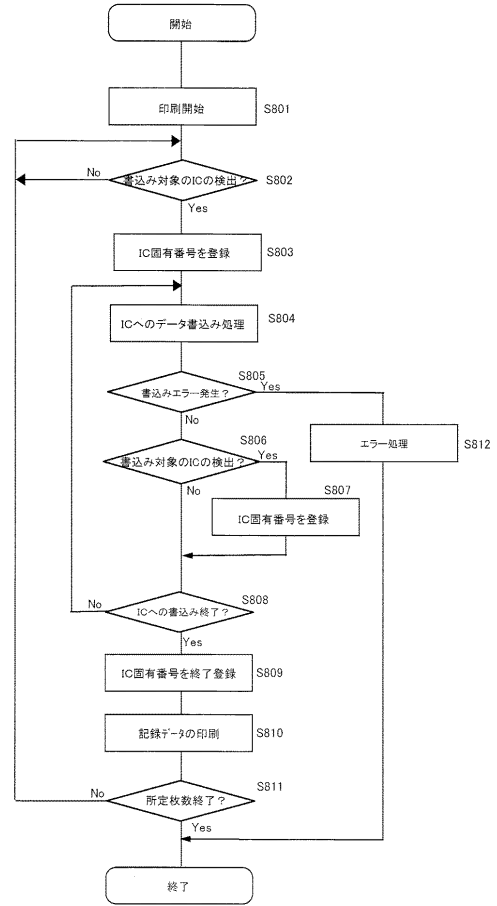 開始
印刷開始
S801
書込み対象のICの検出?
S802
No
Yes
IC固有番号を登録
S803
ICへのデータ書込み処理
S804
書込みエラー発生?
S805
Yes
No
エラー処理
S812
書込み対象のICの検出?
S806
Yes
No
IC固有番号を登録
S807
ICへの書込み終了?
S808
No
Yes
IC固有番号を終了登録
S809
記録データの印刷
S810
所定枚数終了?
S811
No
Yes
終了